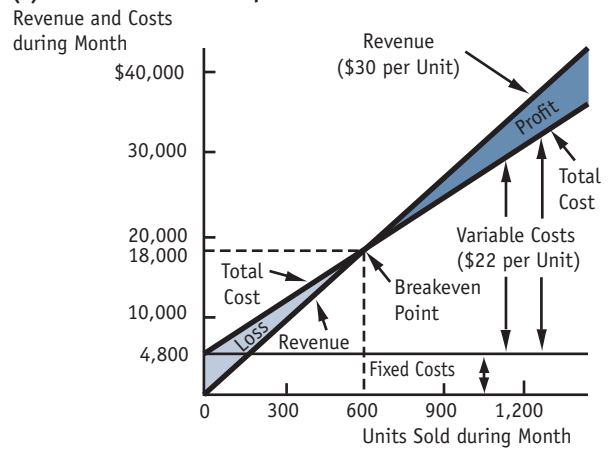 Revenue and Costs
during Month
Revenue
($30 per Unit)
$40,000
Profit
30,000
Total
Cost
20,000
18,000
Variable Costs
($22 per Unit)
Total
Cost
Breakeven
Point
10,000
Loss
Revenue
4,800
Fixed Costs
0
300
600
900
1,200
Units Sold during Month